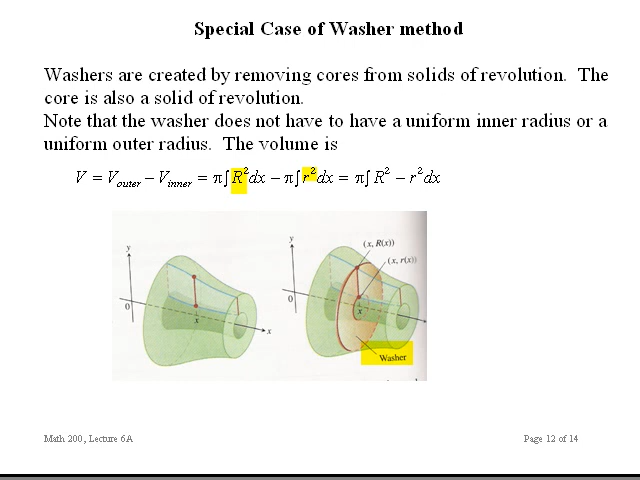 Special Case of Washer method
Washers are created by removing cores from solids of revolution. The
core is also a solid of revolution.
Note that the washer does not have to have a uniform inner radius or a
uniform outer radius. The volume is
V = V_outer − V_inner = π∫R²dx − π∫r²dx = π∫R² − r²dx
y
0
x
x
y
(x, R(x))
(x, r(x))
0
x
Washer
Math 200, Lecture 6A
Page 12 of 14